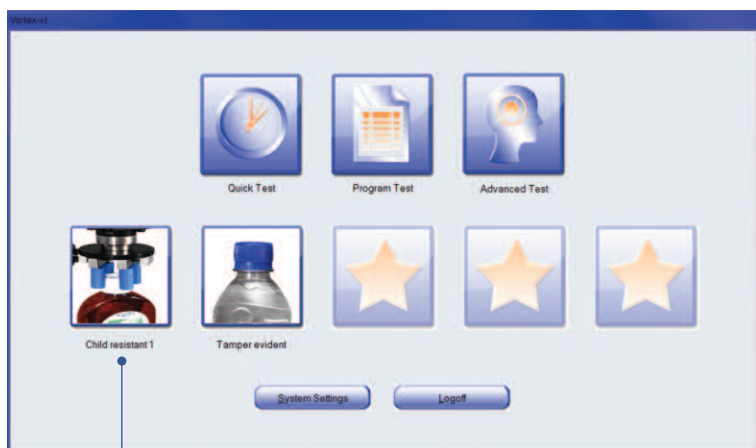 Vortex-xt
Quick Test
Program Test
Advanced Test
Child resistant 1
Tamper evident
System Settings
Logoff